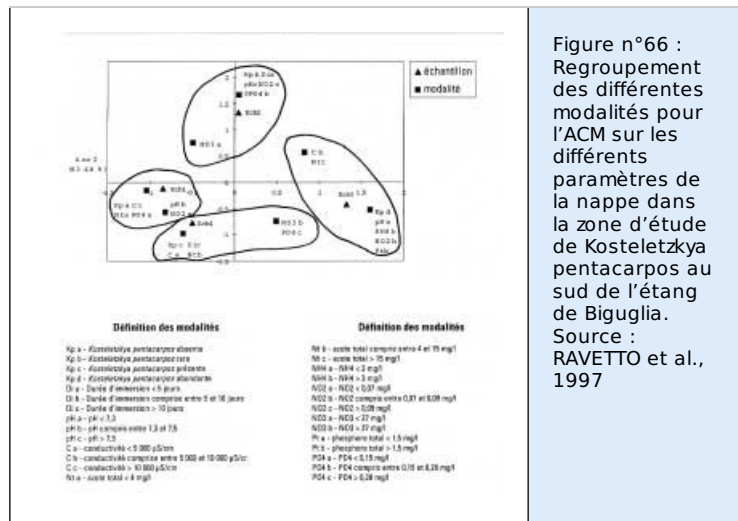 échantillon
modalité
Définition des modalités
Kp a - Kosteletzkya pentacarpos absente
Kp b - Kosteletzkya pentacarpos rare
Kp c - Kosteletzkya pentacarpos présente
Kp d - Kosteletzkya pentacarpos abondante
Di a - Durée d'immersion < 5 jours
Di b - Durée d'immersion comprise entre 5 et 10 jours
Di c - Durée d'immersion > 10 jours
pH a - pH < 7,3
pH b - pH compris entre 7,3 et 7,5
pH c - pH > 7,5
C a - conductivité < 5 000 µS/cm
C b - conductivité comprise entre 5 000 et 10 000 µS/cr
C c - conductivité > 10 000 µS/cm
Nt a - azote total < 4 mg/l
Définition des modalités
Nt b - azote total compris entre 4 et 15 mg/l
Nt c - azote total > 15 mg/l
NH4 a - NH4 < 3 mg/l
NH4 b - NH4 > 3 mg/l
NO2 a - NO2 < 0,07 mg/l
NO2 b - NO2 compris entre 0,07 et 0,09 mg/l
NO2 c - NO2 > 0,09 mg/l
NO3 a - NO3 < 27 mg/l
NO3 b - NO3 > 27 mg/l
Pt a - phosphore total < 1,5 mg/l
Pt b - phosphore total > 1,5 mg/l
PO4 a - PO4 < 0,15 mg/l
PO4 b - PO4 compris entre 0,15 et 0,28 mg/l
PO4 c - PO4 > 0,28 mg/l
Figure n°66 :
Regroupement
des différentes
modalités pour
l'ACM sur les
différents
paramètres de
la nappe dans
la zone d'étude
de Kosteletzkya
pentacarpos au
sud de l'étang
de Biguglia.
Source :
RAVETTO et al.,
1997